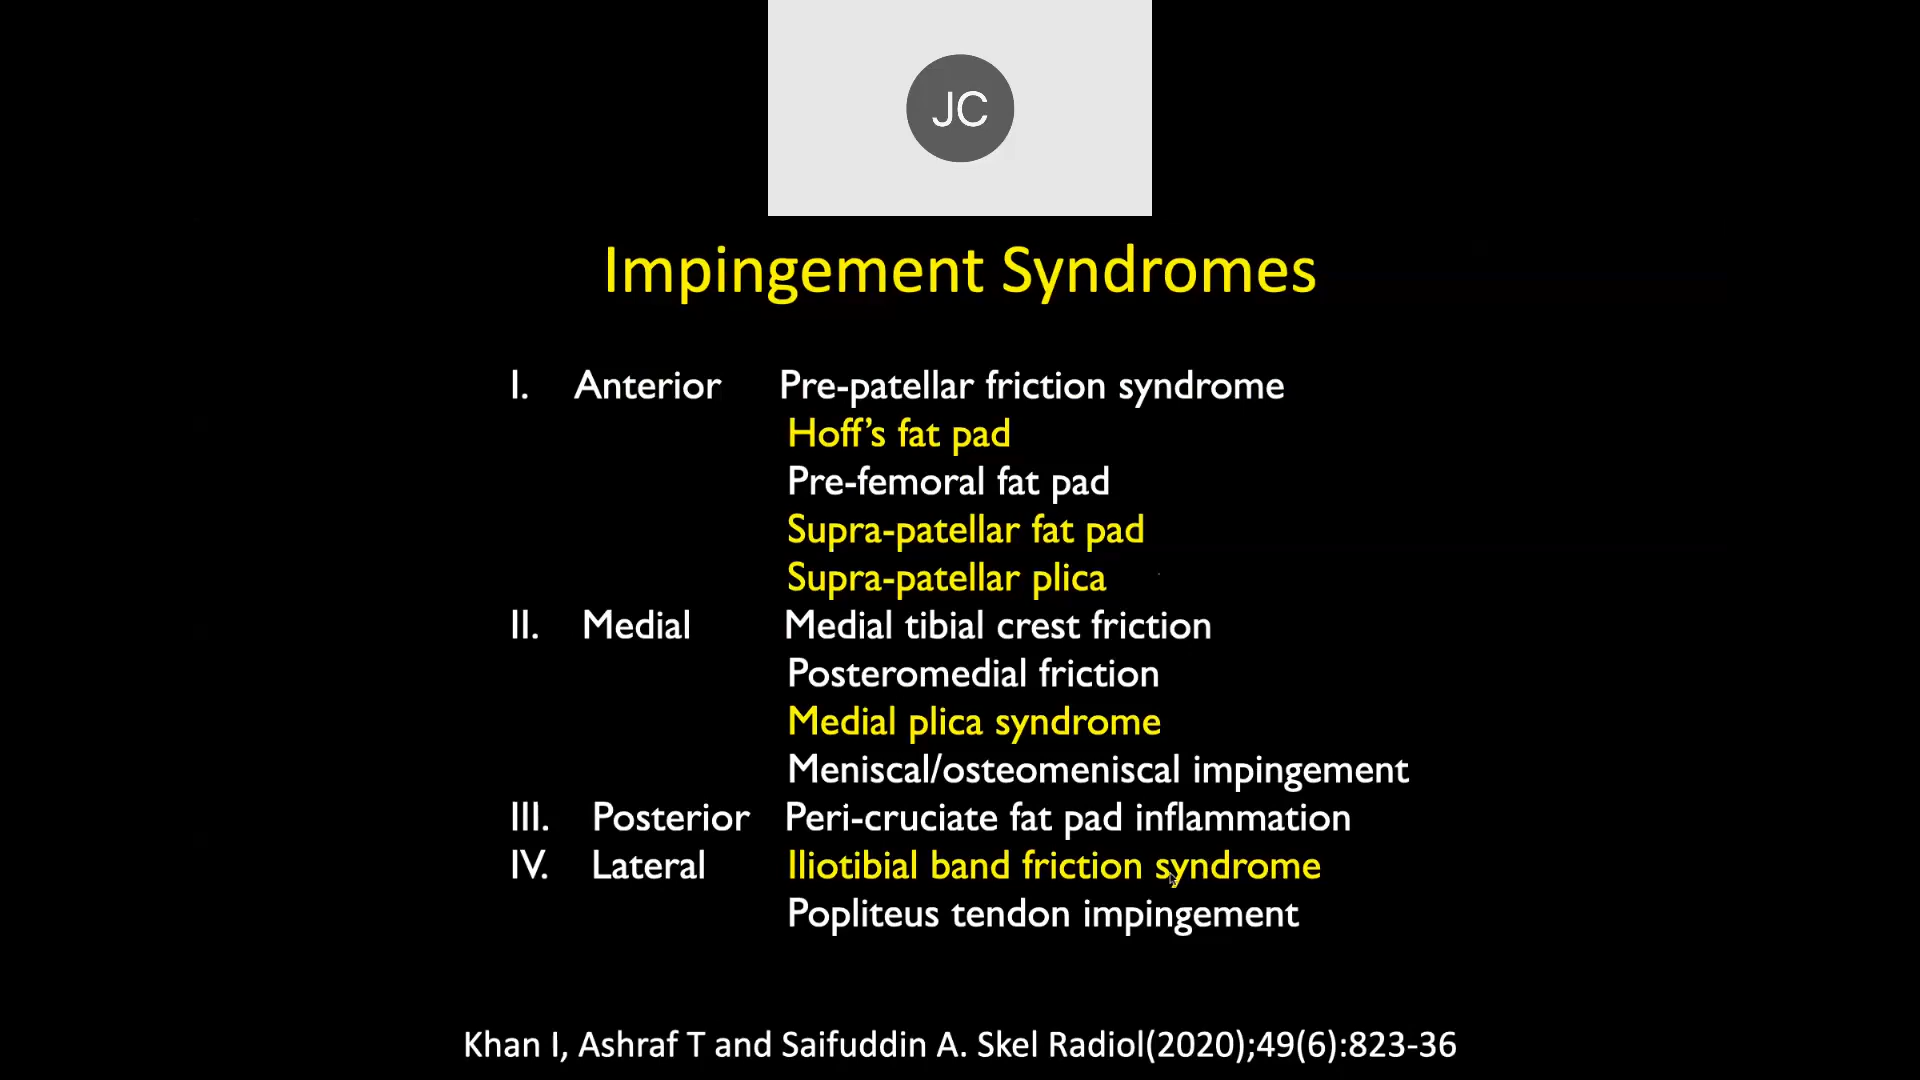 JC
Impingement Syndromes
I. Anterior Pre-patellar friction syndrome
Hoff's fat pad
Pre-femoral fat pad
Supra-patellar fat pad
Supra-patellar plica
II. Medial Medial tibial crest friction
Posteromedial friction
Medial plica syndrome
Meniscal/osteomeniscal impingement
III. Posterior Peri-cruciate fat pad inflammation
IV. Lateral Iliotibial band friction syndrome
Popliteus tendon impingement
Khan I, Ashraf T and Saifuddin A. Skel Radiol(2020);49(6):823-36